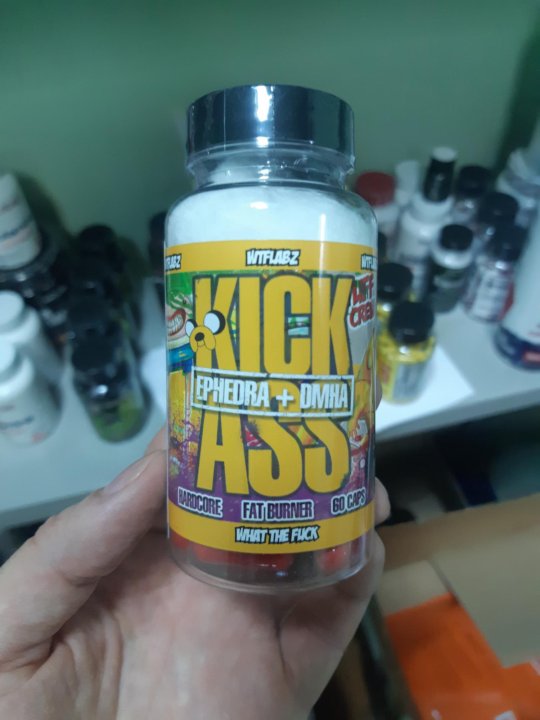 WTFLABZ
KICK
EPHEDRA + DMHA
ASS
HARDCORE FAT BURNER 60 CAPS
WHAT THE FUCK